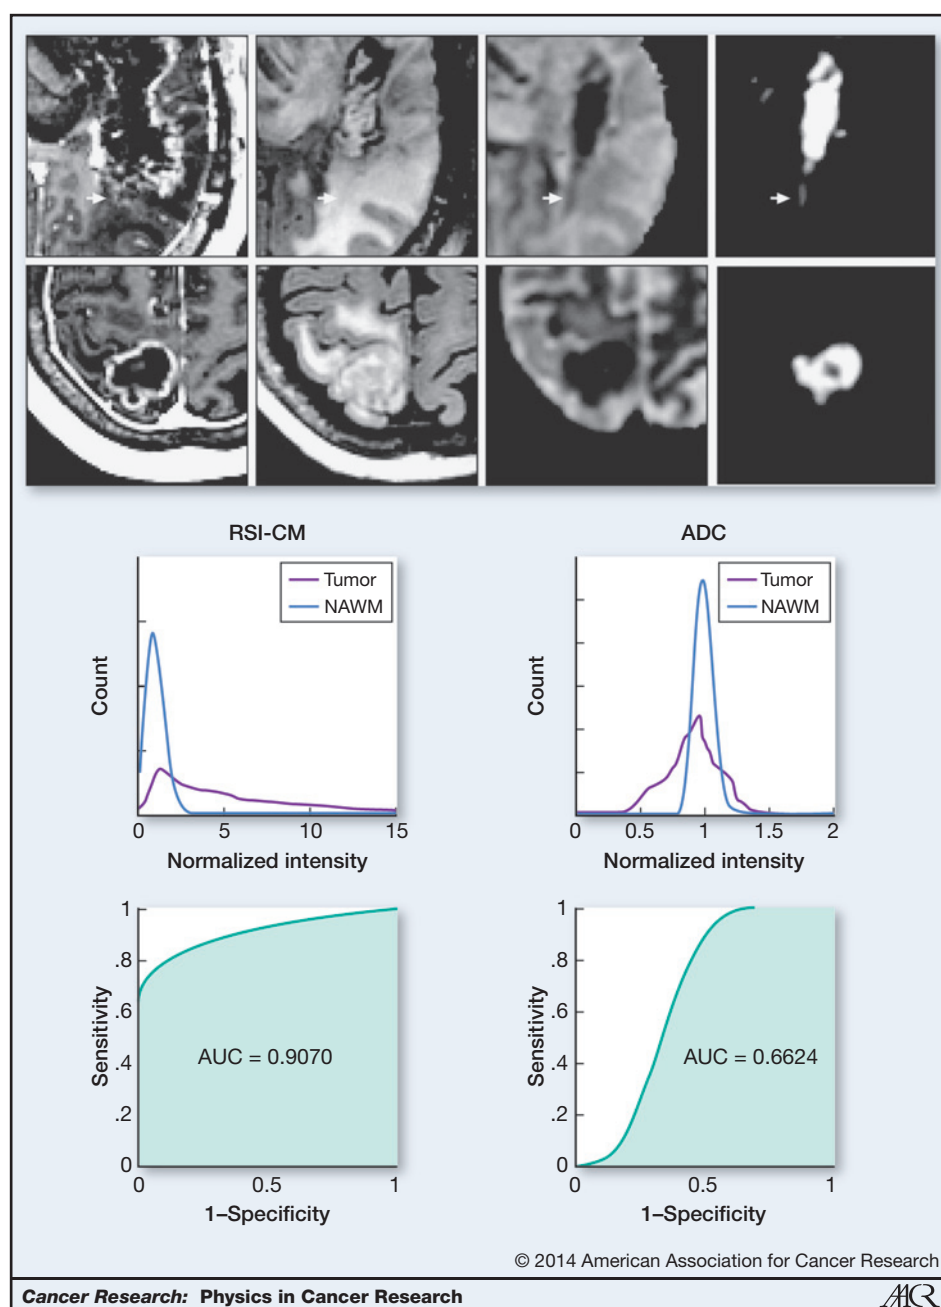 RSI-CM
Tumor
NAWM
Count
0 5 10 15
Normalized intensity
ADC
Tumor
NAWM
Count
0 0.5 1 1.5 2
Normalized intensity
1
.8
.6
.4
.2
0
Sensitivity
AUC = 0.9070
0 0.5 1
1–Specificity
1
.8
.6
.4
.2
0
Sensitivity
AUC = 0.6624
0 0.5 1
1–Specificity
© 2014 American Association for Cancer Research
Cancer Research: Physics in Cancer Research
AACR